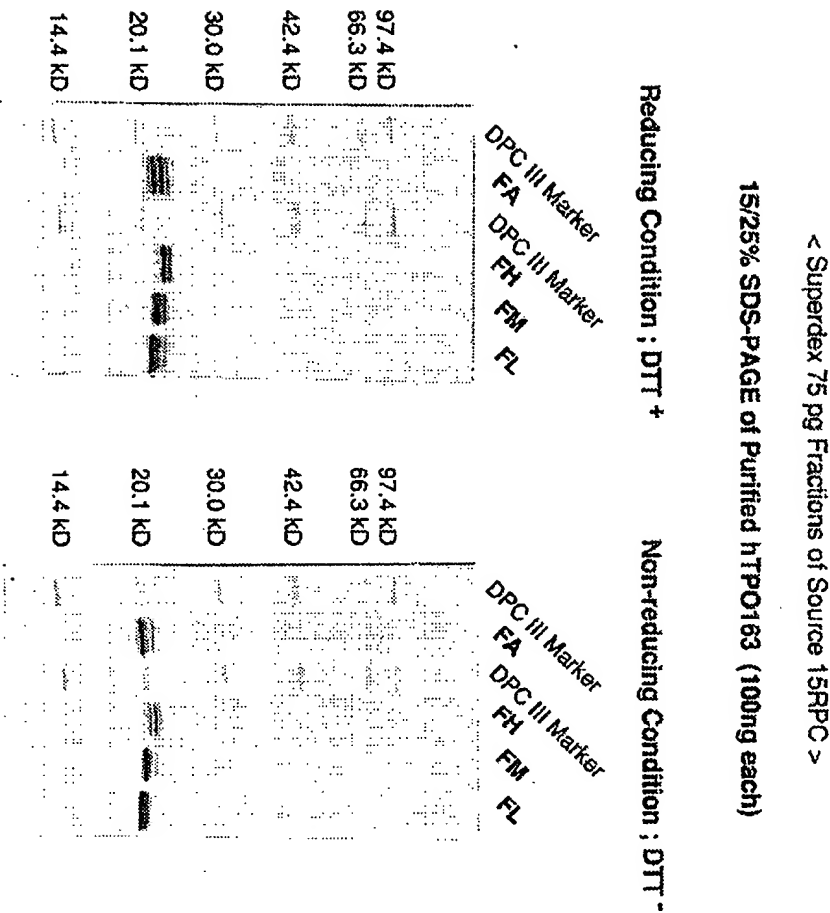 < Superdex 75 pg Fractions of Source 15RPC >
15/25% SDS-PAGE of Purified hTPO163 (100ng each)
Reducing Condition ; DTT +
DPC III Marker
FA
DPC III Marker
FH
FM
FL
97.4 kD
66.3 kD
42.4 kD
30.0 kD
20.1 kD
14.4 kD
Non-reducing Condition ; DTT -
DPC III Marker
FA
DPC III Marker
FH
FM
FL
97.4 kD
66.3 kD
42.4 kD
30.0 kD
20.1 kD
14.4 kD